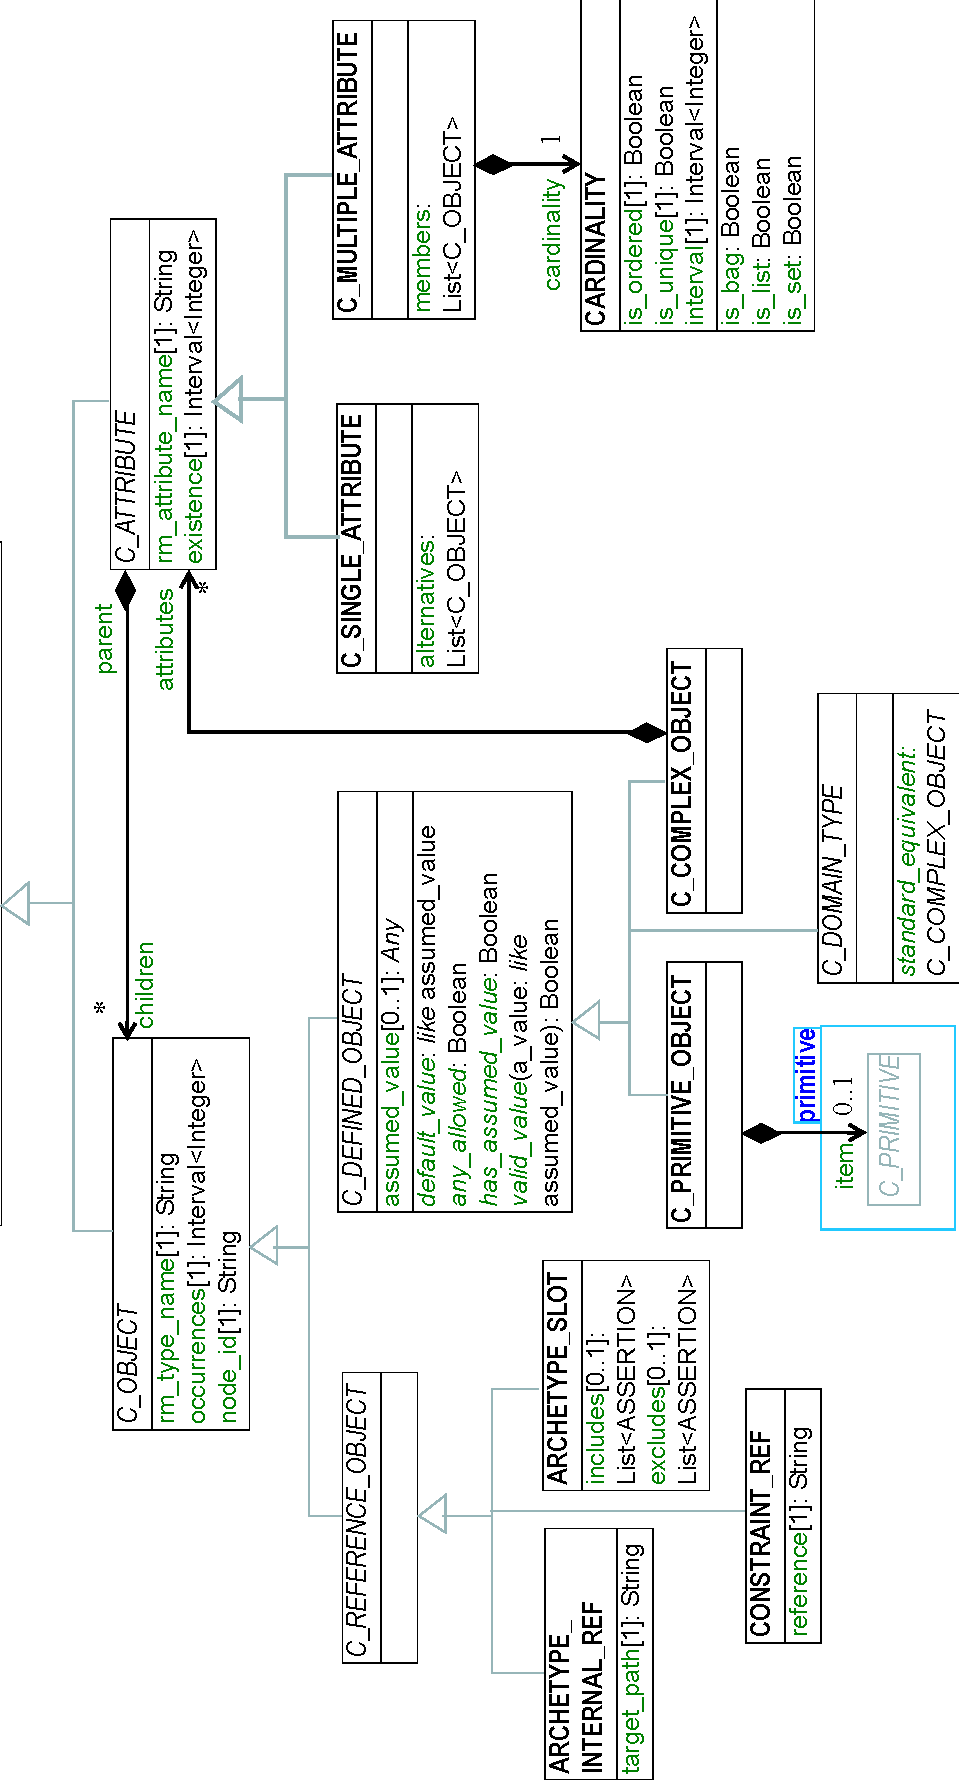 C_OBJECT
rm_type_name[1]: String
occurrences[1]: Interval<Integer>
node_id[1]: String
*
children
parent
attributes
*
C_ATTRIBUTE
rm_attribute_name[1]: String
existence[1]: Interval<Integer>
C_REFERENCE_OBJECT
C_DEFINED_OBJECT
assumed_value[0..1]: Any
default_value: like assumed_value
any_allowed: Boolean
has_assumed_value: Boolean
valid_value(a_value: like
assumed_value): Boolean
C_SINGLE_ATTRIBUTE
alternatives:
List<C_OBJECT>
C_MULTIPLE_ATTRIBUTE
members:
List<C_OBJECT>
cardinality
1
ARCHETYPE_
INTERNAL_REF
target_path[1]: String
ARCHETYPE_SLOT
includes[0..1]:
List<ASSERTION>
excludes[0..1]:
List<ASSERTION>
CARDINALITY
is_ordered[1]: Boolean
is_unique[1]: Boolean
interval[1]: Interval<Integer>
is_bag: Boolean
is_list: Boolean
is_set: Boolean
C_PRIMITIVE_OBJECT
C_COMPLEX_OBJECT
CONSTRAINT_REF
reference[1]: String
primitive
item
0..1
C_PRIMITIVE
C_DOMAIN_TYPE
standard_equivalent:
C_COMPLEX_OBJECT